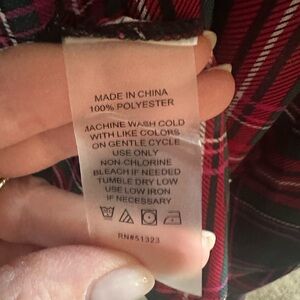 MADE IN CHINA
100% POLYESTER
MACHINE WASH COLD
WITH LIKE COLORS
ON GENTLE CYCLE
USE ONLY
NON-CHLORINE
BLEACH IF NEEDED
TUMBLE DRY LOW
USE LOW IRON
IF NECESSARY
RN#51323